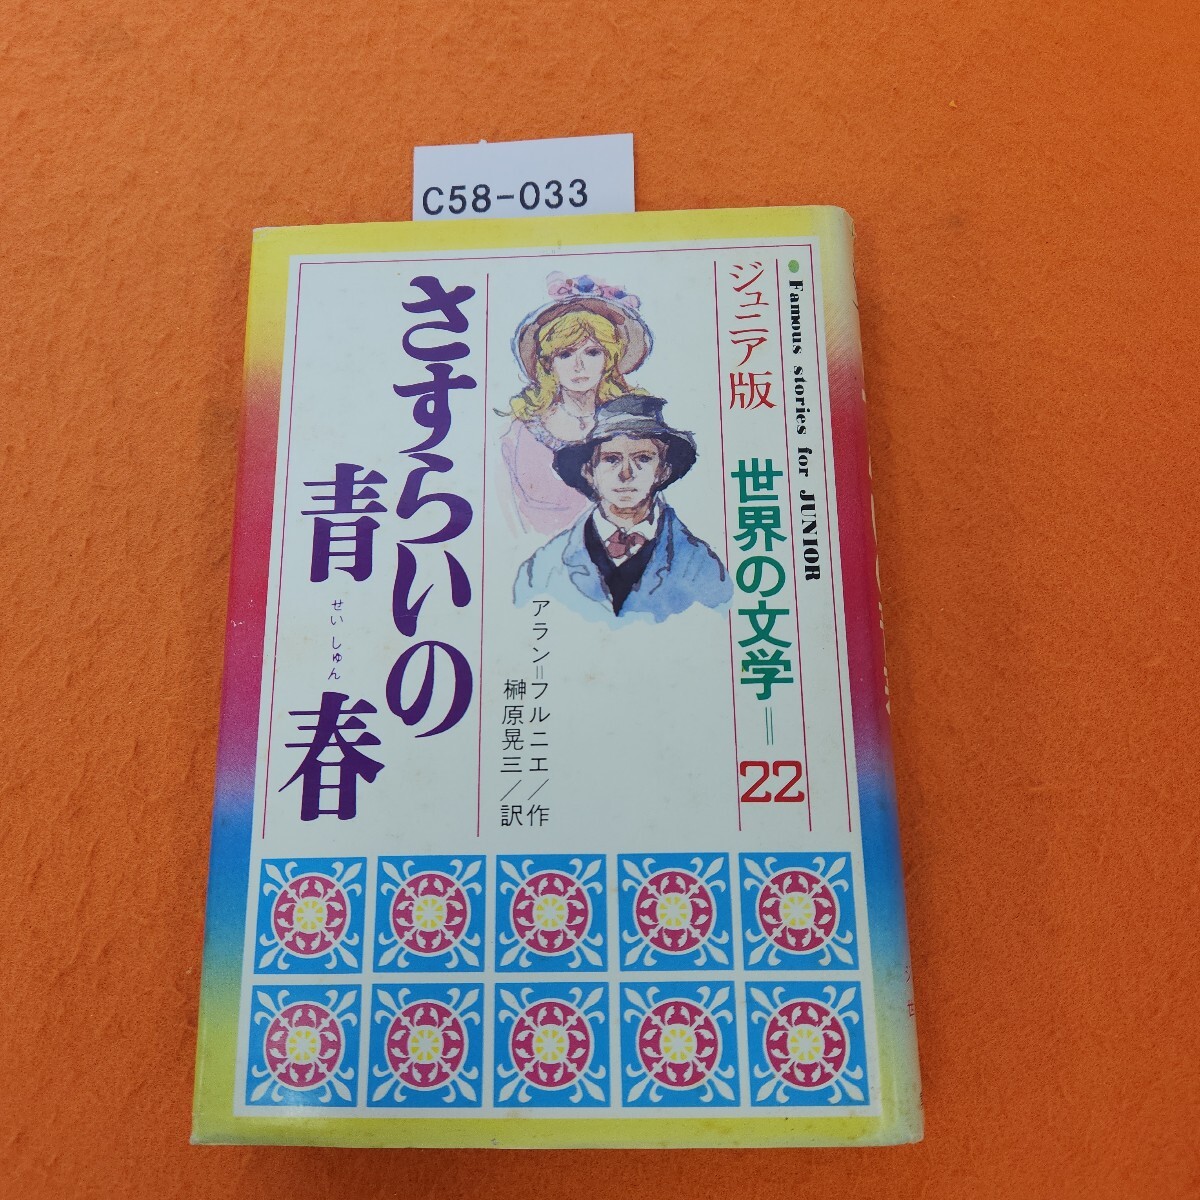 C58-033
● Famous stories for JUNIOR
ジュニア版 世界の文学=22
さすらいの
青春
せいしゅん
アラン=フルニエ/作
榊原晃三/訳